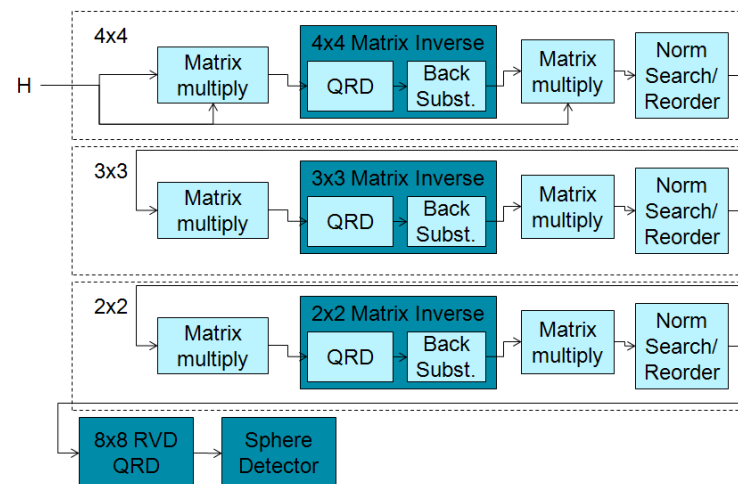 4x4
H
Matrix
multiply
4x4 Matrix Inverse
QRD
Back
Subst.
Matrix
multiply
Norm
Search/
Reorder
3x3
Matrix
multiply
3x3 Matrix Inverse
QRD
Back
Subst.
Matrix
multiply
Norm
Search/
Reorder
2x2
Matrix
multiply
2x2 Matrix Inverse
QRD
Back
Subst.
Matrix
multiply
Norm
Search/
Reorder
8x8 RVD
QRD
Sphere
Detector